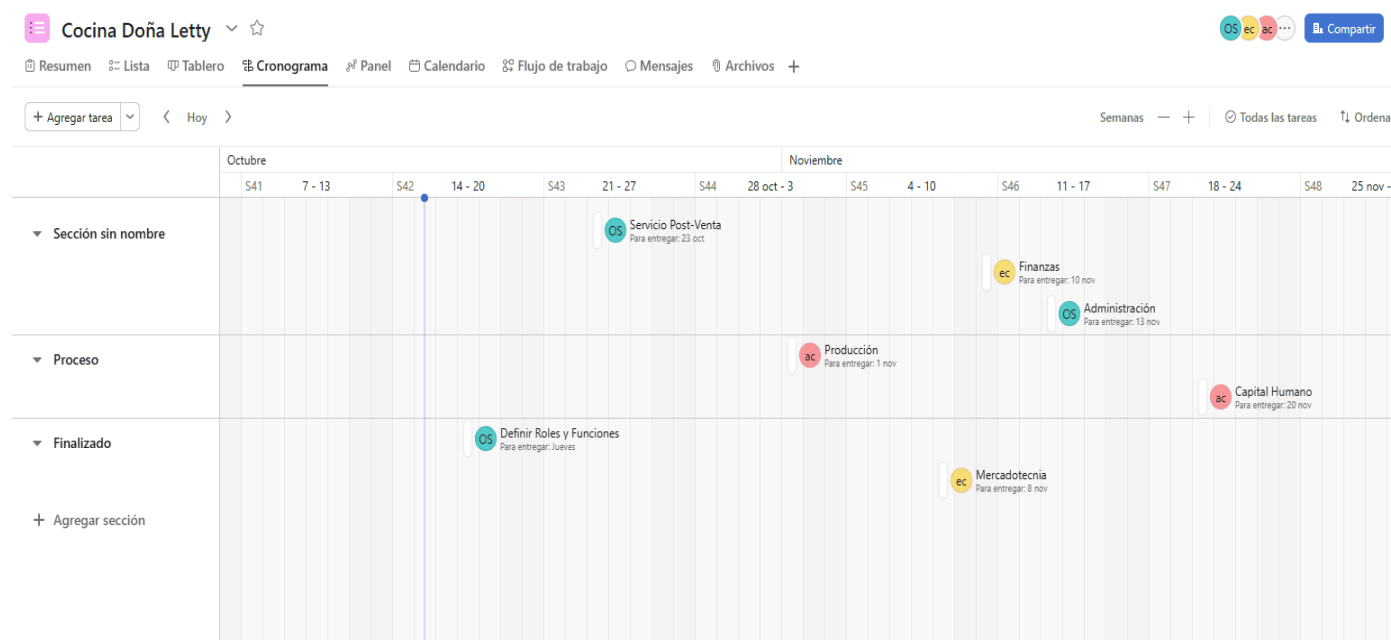 Cocina Doña Letty
OS ec ac ... Compartir
Resumen Lista Tablero Cronograma Panel Calendario Flujo de trabajo Mensajes Archivos +
+ Agregar tarea < Hoy > Semanas — + Todas las tareas Ordena
Octubre Noviembre
S41 7 - 13 S42 14 - 20 S43 21 - 27 S44 28 oct - 3 S45 4 - 10 S46 11 - 17 S47 18 - 24 S48 25 nov -
Sección sin nombre
OS Servicio Post-Venta
Para entregar: 23 oct
ec Finanzas
Para entregar: 10 nov
OS Administración
Para entregar: 13 nov
Proceso
ac Producción
Para entregar: 1 nov
ac Capital Humano
Para entregar: 20 nov
Finalizado
OS Definir Roles y Funciones
Para entregar: Jueves
ec Mercadotecnia
Para entregar: 8 nov
+ Agregar sección